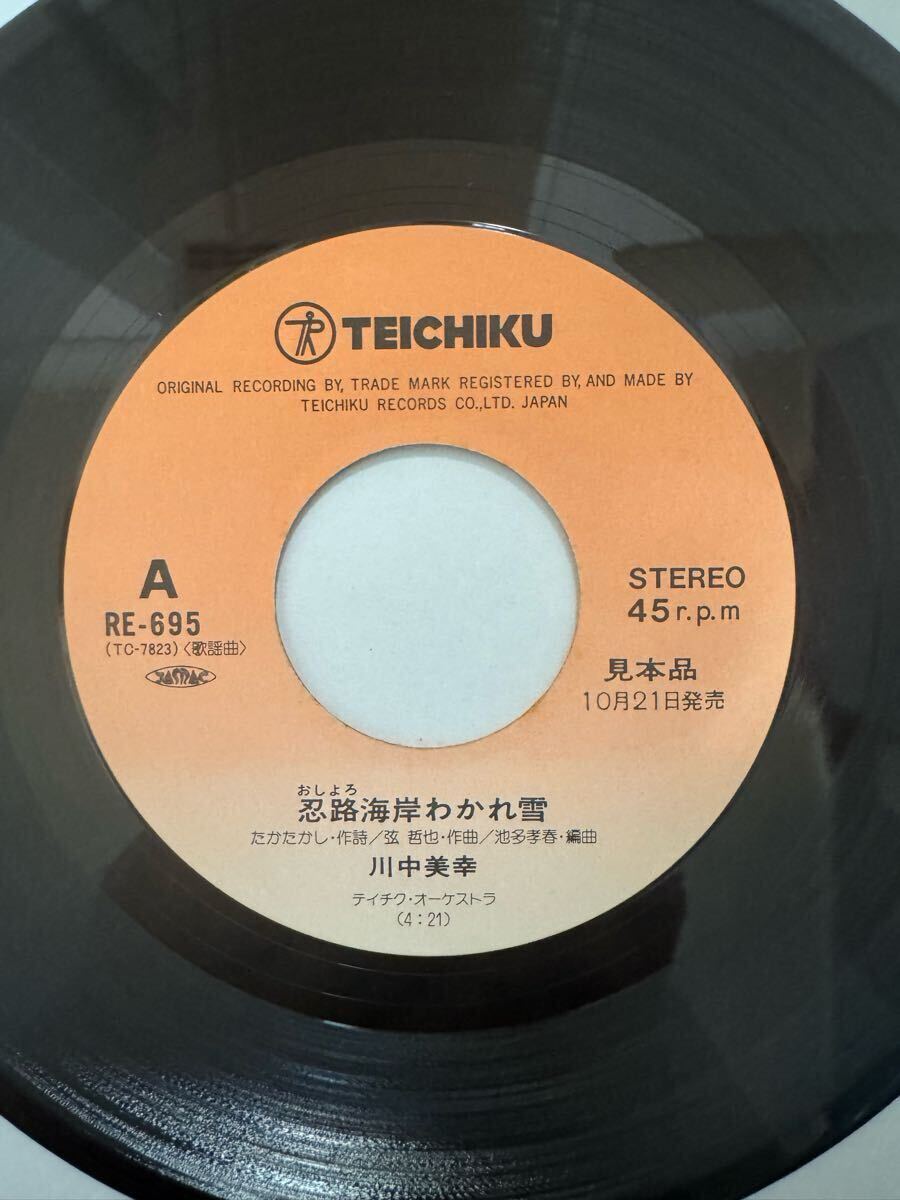 TEICHIKU
ORIGINAL RECORDING BY, TRADE MARK REGISTERED BY, AND MADE BY
TEICHIKU RECORDS CO.,LTD. JAPAN
A
RE-695
(TC-7823)〈歌謡曲〉
JASRAC
STEREO
45 r.p.m
見本品
10月21日発売
おしよろ
忍路海岸わかれ雪
たかたかし・作詩／弦 哲也・作曲／池多孝春・編曲
川中美幸
テイチク・オーケストラ
(4:21)